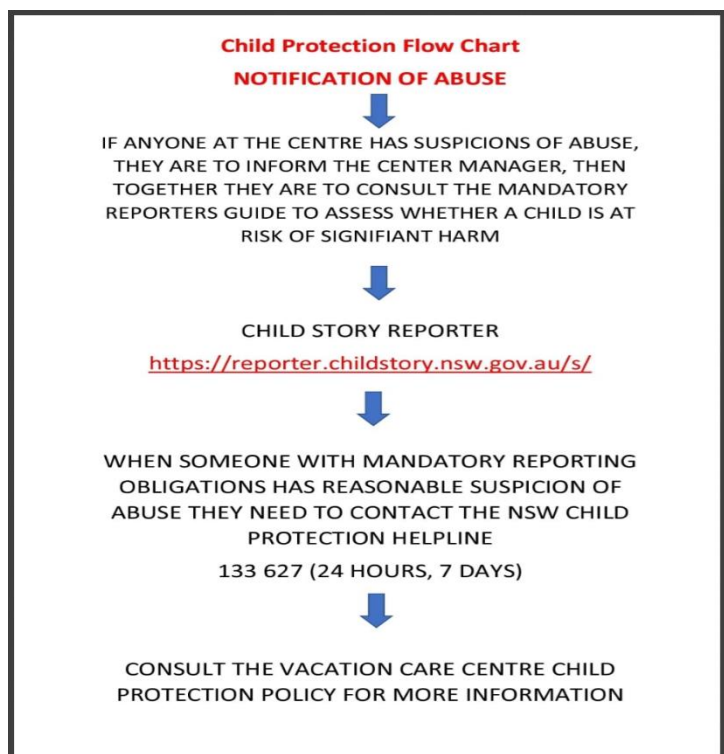 Child Protection Flow Chart
NOTIFICATION OF ABUSE
IF ANYONE AT THE CENTRE HAS SUSPICIONS OF ABUSE,
THEY ARE TO INFORM THE CENTER MANAGER, THEN
TOGETHER THEY ARE TO CONSULT THE MANDATORY
REPORTERS GUIDE TO ASSESS WHETHER A CHILD IS AT
RISK OF SIGNIFIANT HARM
CHILD STORY REPORTER
https://reporter.childstory.nsw.gov.au/s/
WHEN SOMEONE WITH MANDATORY REPORTING
OBLIGATIONS HAS REASONABLE SUSPICION OF
ABUSE THEY NEED TO CONTACT THE NSW CHILD
PROTECTION HELPLINE
133 627 (24 HOURS, 7 DAYS)
CONSULT THE VACATION CARE CENTRE CHILD
PROTECTION POLICY FOR MORE INFORMATION